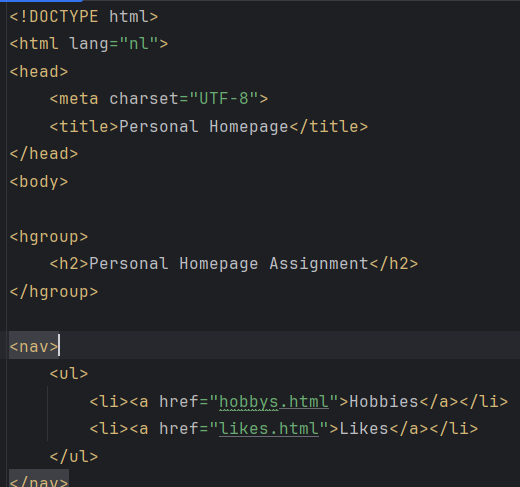 <!DOCTYPE html>
<html lang="nl">
<head>
    <meta charset="UTF-8">
    <title>Personal Homepage</title>
</head>
<body>

<hgroup>
    <h2>Personal Homepage Assignment</h2>
</hgroup>

<nav>
    <ul>
        <li><a href="hobbys.html">Hobbies</a></li>
        <li><a href="likes.html">Likes</a></li>
    </ul>
</nav>